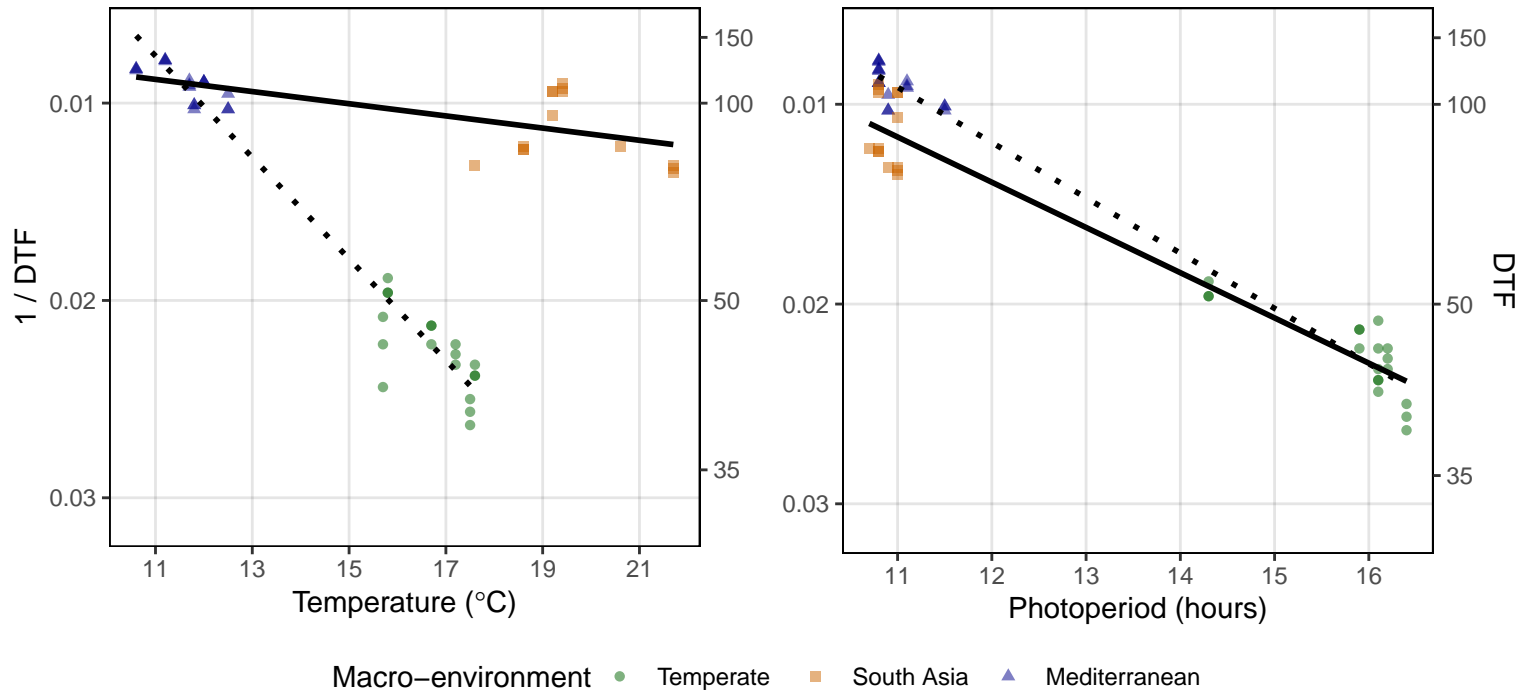 1 / DTF
0.01
0.02
0.03
150
100
50
35
11 13 15 17 19 21
Temperature (°C)
0.01
0.02
0.03
150
100
50
35
DTF
11 12 13 14 15 16
Photoperiod (hours)
Macro−environment Temperate South Asia Mediterranean